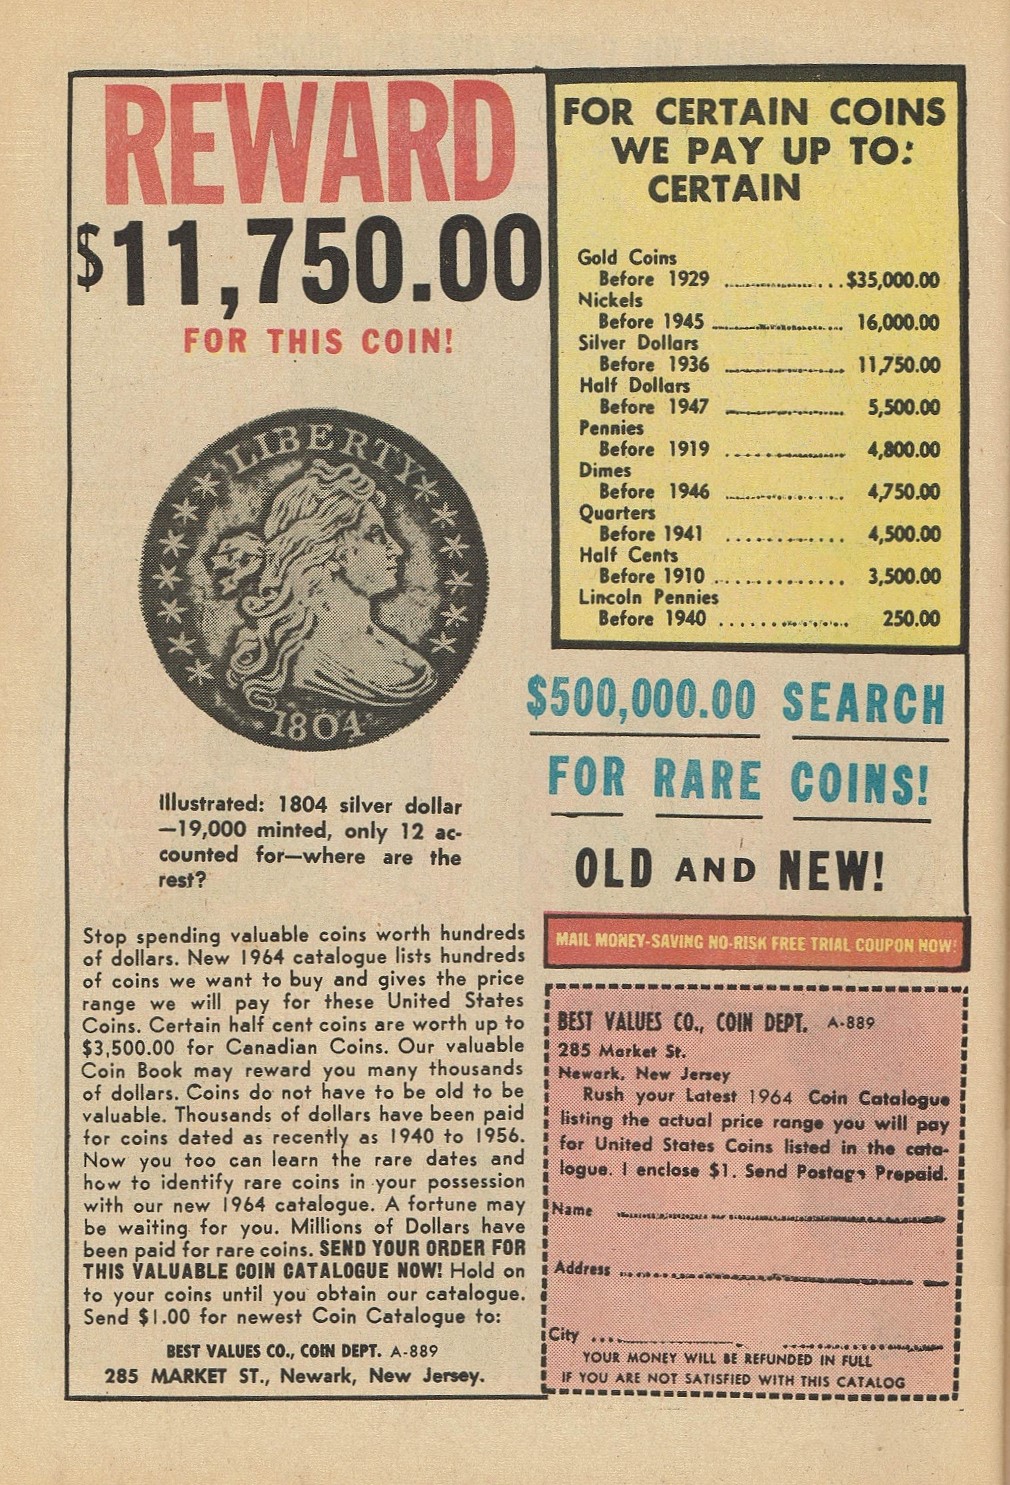 REWARD
$11,750.00
FOR THIS COIN!
LIBERTY
1804
Illustrated: 1804 silver dollar
—19,000 minted, only 12 ac-
counted for—where are the
rest?
Stop spending valuable coins worth hundreds
of dollars. New 1964 catalogue lists hundreds
of coins we want to buy and gives the price
range we will pay for these United States
Coins. Certain half cent coins are worth up to
$3,500.00 for Canadian Coins. Our valuable
Coin Book may reward you many thousands
of dollars. Coins do not have to be old to be
valuable. Thousands of dollars have been paid
for coins dated as recently as 1940 to 1956.
Now you too can learn the rare dates and
how to identify rare coins in your possession
with our new 1964 catalogue. A fortune may
be waiting for you. Millions of Dollars have
been paid for rare coins. SEND YOUR ORDER FOR
THIS VALUABLE COIN CATALOGUE NOW! Hold on
to your coins until you obtain our catalogue.
Send $1.00 for newest Coin Catalogue to:
BEST VALUES CO., COIN DEPT. A-889
285 MARKET ST., Newark, New Jersey.
FOR CERTAIN COINS
WE PAY UP TO:
CERTAIN
Gold Coins
Before 1929 ................ $35,000.00
Nickels
Before 1945 ................ 16,000.00
Silver Dollars
Before 1936 ................ 11,750.00
Half Dollars
Before 1947 ................ 5,500.00
Pennies
Before 1919 ................ 4,800.00
Dimes
Before 1946 ................ 4,750.00
Quarters
Before 1941 ............ 4,500.00
Half Cents
Before 1910 ............. 3,500.00
Lincoln Pennies
Before 1940 ............. 250.00
$500,000.00 SEARCH
FOR RARE COINS!
OLD AND NEW!
MAIL MONEY-SAVING NO-RISK FREE TRIAL COUPON NOW!
BEST VALUES CO., COIN DEPT. A-889
285 Market St.
Newark, New Jersey
Rush your Latest 1964 Coin Catalogue
listing the actual price range you will pay
for United States Coins listed in the cata-
logue. I enclose $1. Send Postage Prepaid.
Name
Address
City
YOUR MONEY WILL BE REFUNDED IN FULL
IF YOU ARE NOT SATISFIED WITH THIS CATALOG